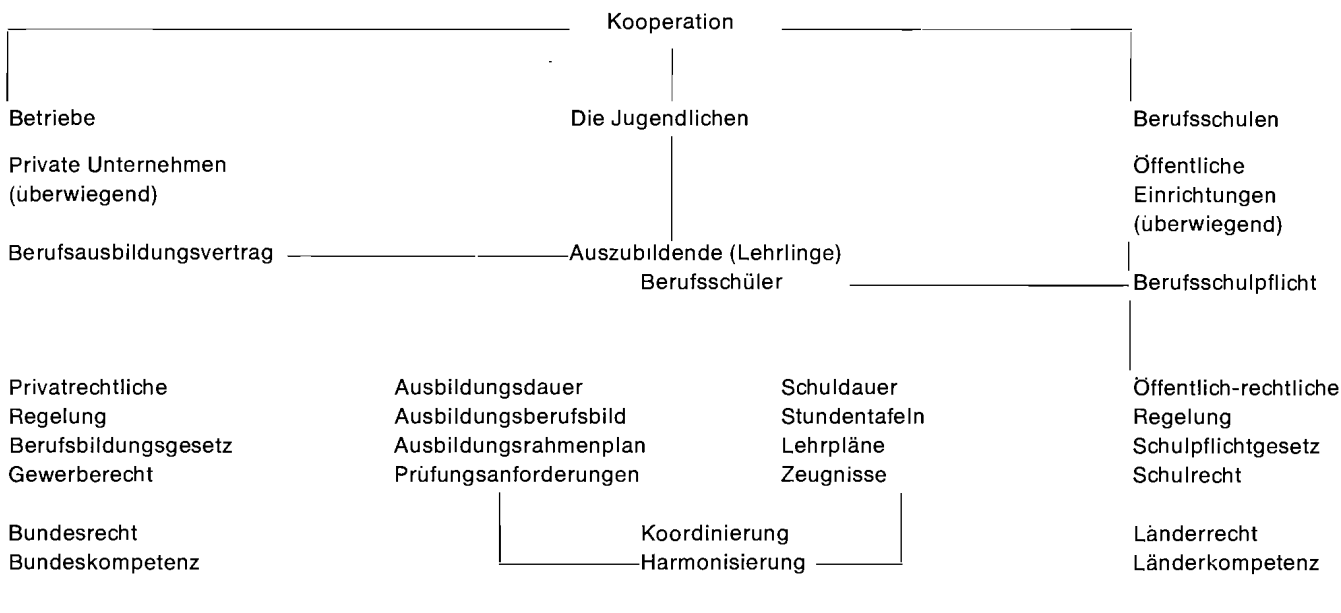 Kooperation
Betriebe
Die Jugendlichen
Berufsschulen
Private Unternehmen
(überwiegend)
Öffentliche
Einrichtungen
(überwiegend)
Berufsausbildungsvertrag
Auszubildende (Lehrlinge)
Berufsschüler
Berufsschulpflicht
Privatrechtliche
Regelung
Berufsbildungsgesetz
Gewerberecht
Ausbildungsdauer
Ausbildungsberufsbild
Ausbildungsrahmenplan
Prüfungsanforderungen
Schuldauer
Stundentafeln
Lehrpläne
Zeugnisse
Öffentlich-rechtliche
Regelung
Schulpflichtgesetz
Schulrecht
Bundesrecht
Bundeskompetenz
Koordinierung
Harmonisierung
Länderrecht
Länderkompetenz